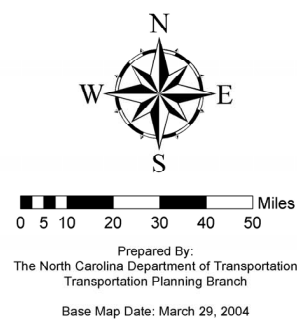 N
W E
S
Miles
0 5 10 20 30 40 50
Prepared By:
The North Carolina Department of Transportation
Transportation Planning Branch
Base Map Date: March 29, 2004